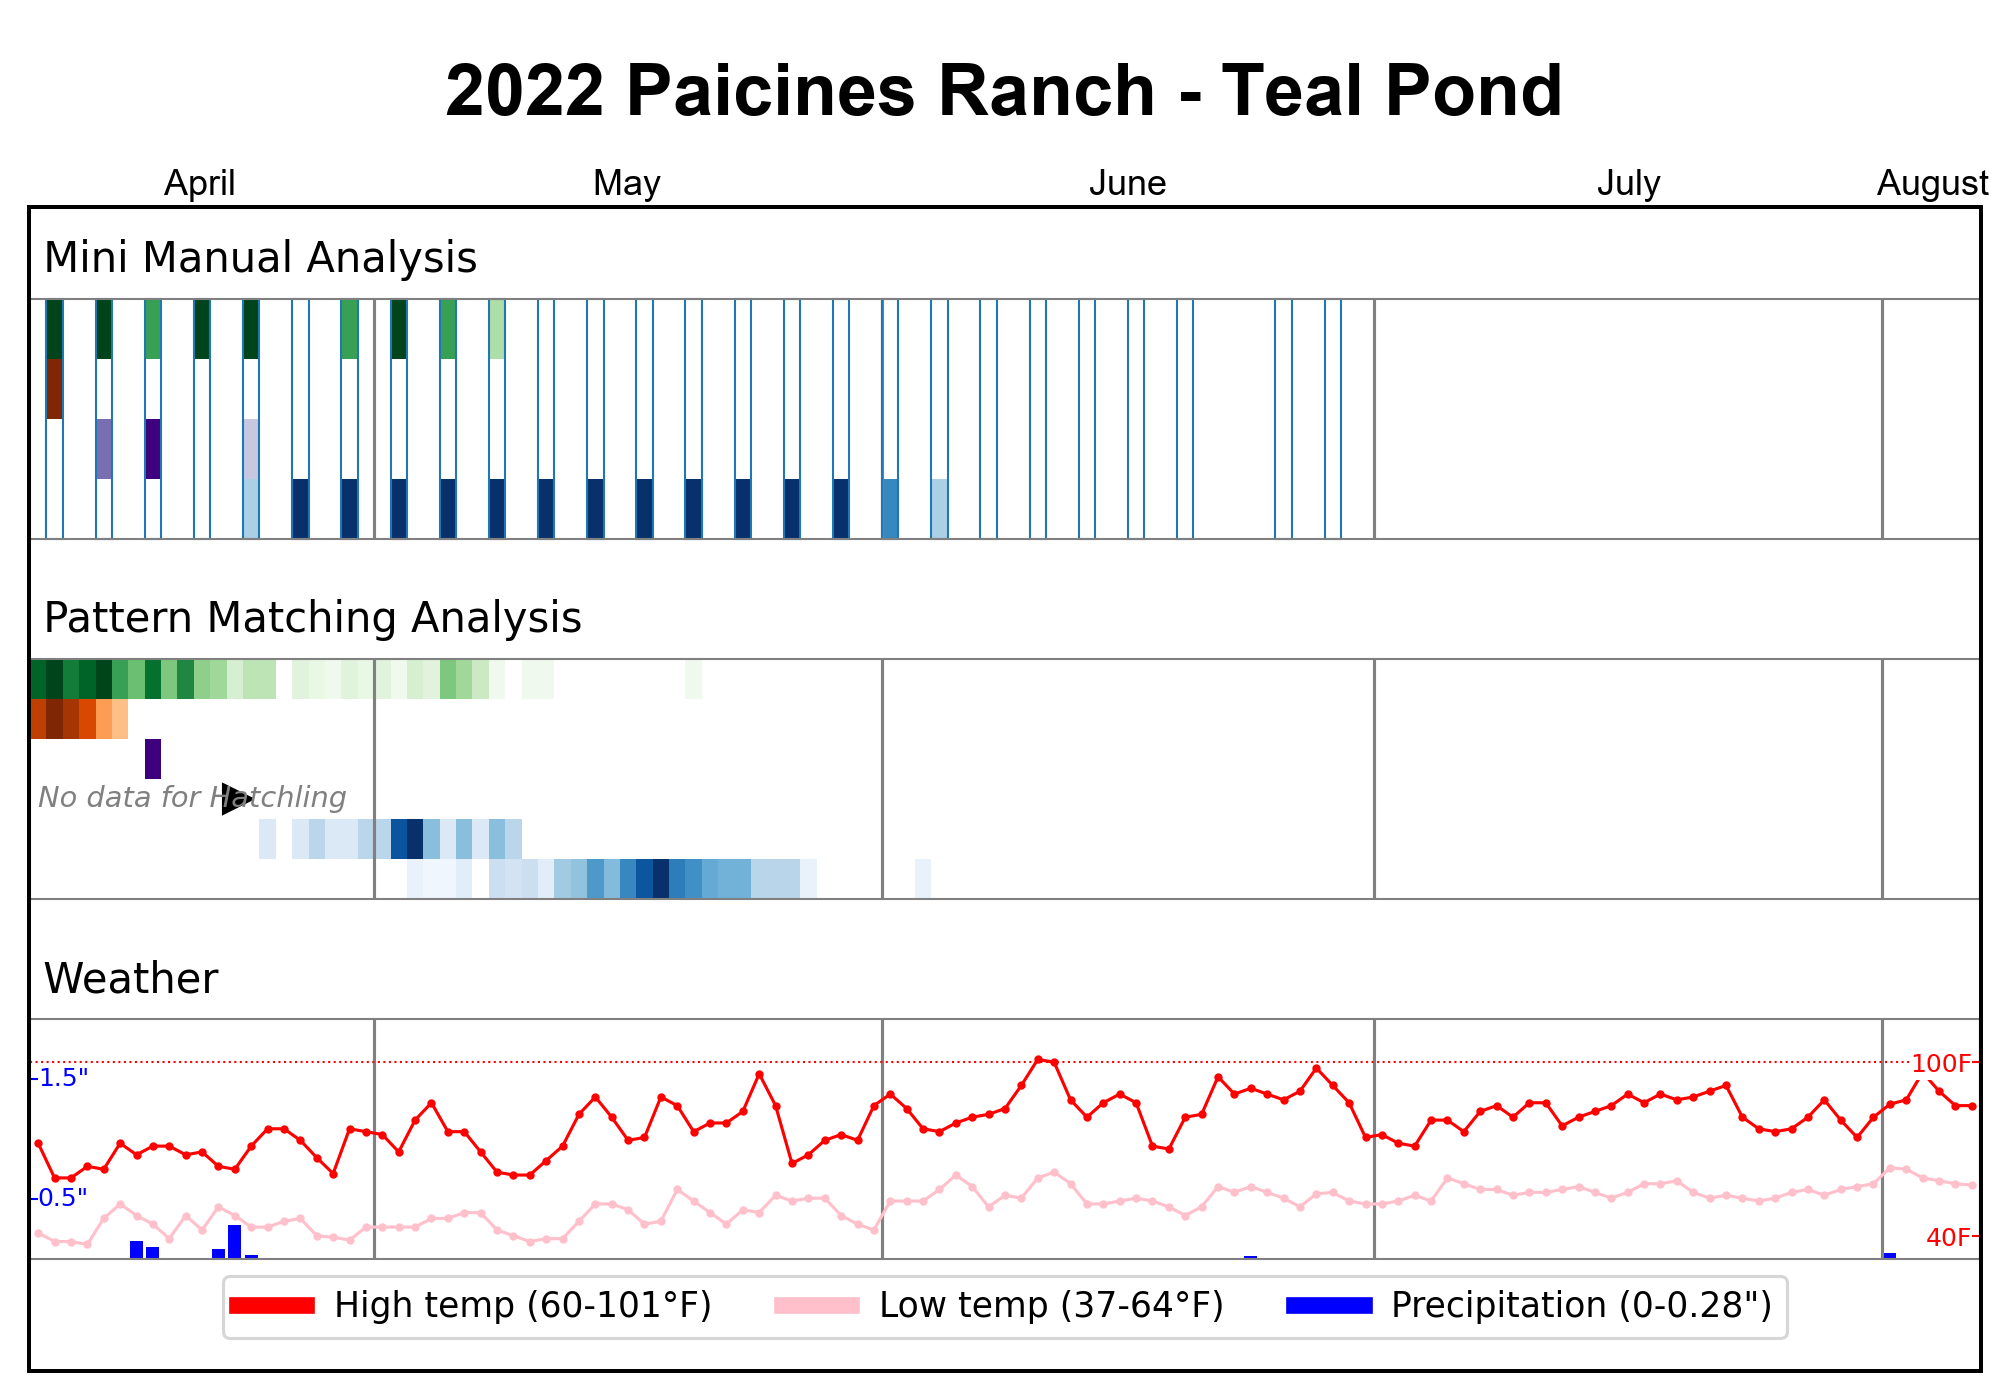 2022 Paicines Ranch - Teal Pond
April May June July August
Mini Manual Analysis
Pattern Matching Analysis
No data for Hatchling
Weather
100F
1.5"
0.5"
40F
High temp (60-101°F) Low temp (37-64°F) Precipitation (0-0.28")